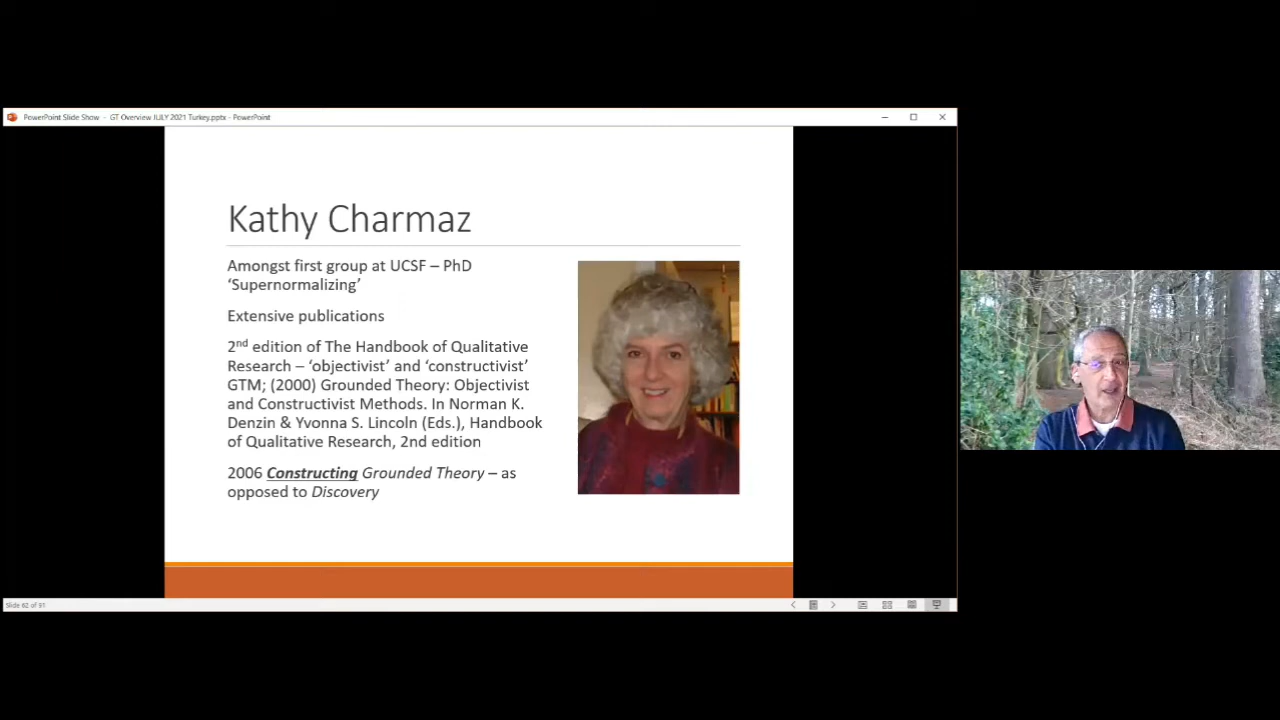 PowerPoint Slide Show - GT Overview JULY 2021 Turkey.pptx - PowerPoint
Kathy Charmaz
Amongst first group at UCSF – PhD
‘Supernormalizing’
Extensive publications
2nd edition of The Handbook of Qualitative
Research – ‘objectivist’ and ‘constructivist’
GTM; (2000) Grounded Theory: Objectivist
and Constructivist Methods. In Norman K.
Denzin & Yvonna S. Lincoln (Eds.), Handbook
of Qualitative Research, 2nd edition
2006 Constructing Grounded Theory – as
opposed to Discovery
Slide 62 of 91